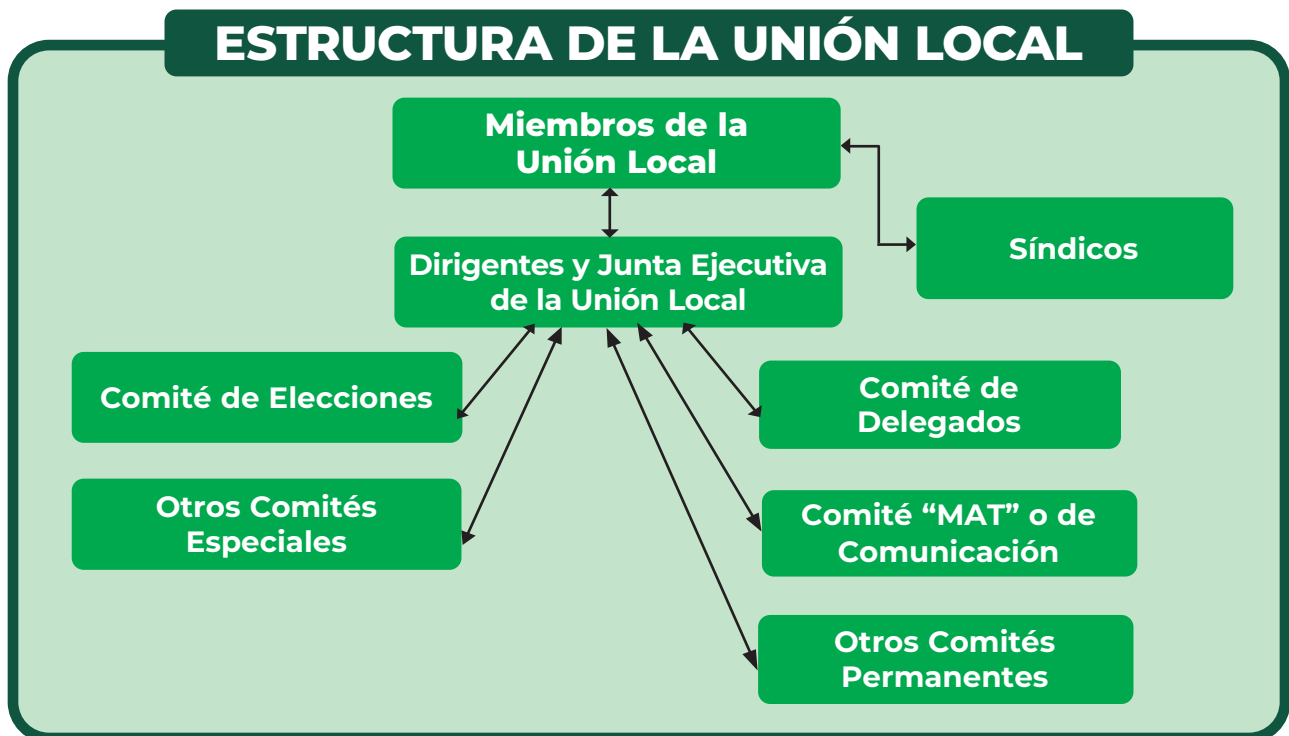 ESTRUCTURA DE LA UNIÓN LOCAL
Miembros de la
Unión Local
Síndicos
Dirigentes y Junta Ejecutiva
de la Unión Local
Comité de Elecciones
Comité de
Delegados
Otros Comités
Especiales
Comité “MAT” o de
Comunicación
Otros Comités
Permanentes